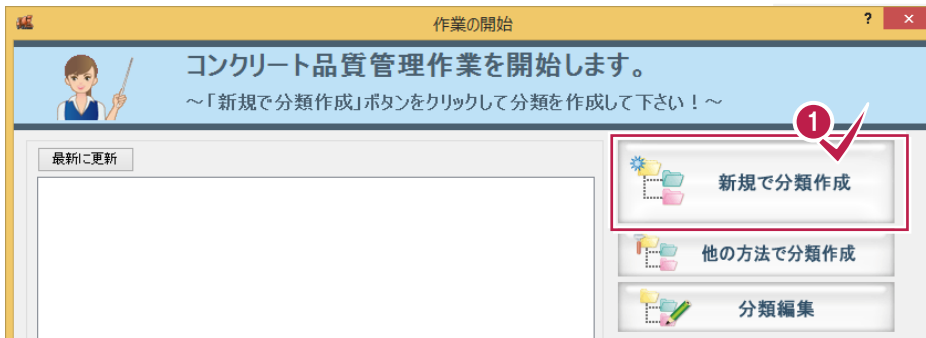 作業の開始
?
×
コンクリート品質管理作業を開始します。
～「新規で分類作成」ボタンをクリックして分類を作成して下さい！～
1
最新に更新
新規で分類作成
他の方法で分類作成
分類編集